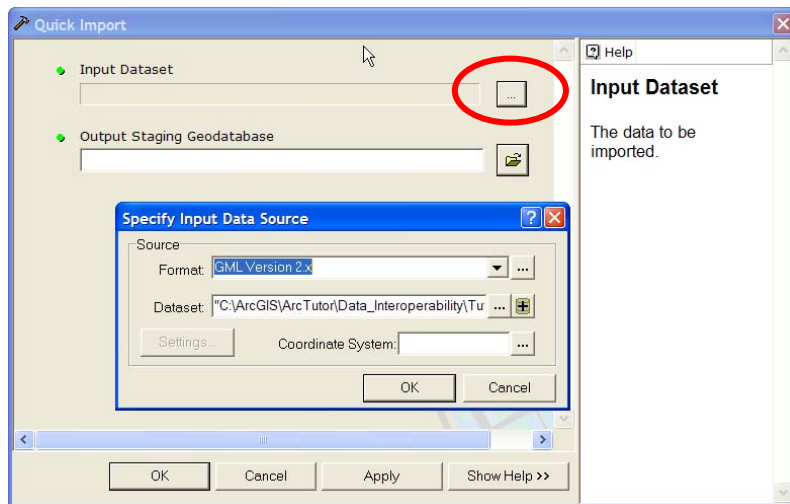 Quick Import
Input Dataset
...
Output Staging Geodatabase
Specify Input Data Source
Source
Format: GML Version 2.x
...
Dataset: "C:\ArcGIS\ArcTutor\Data_Interoperability\Tu
...
Settings...
Coordinate System:
...
OK Cancel
OK Cancel Apply Show Help >>
Help
Input Dataset
The data to be
imported.